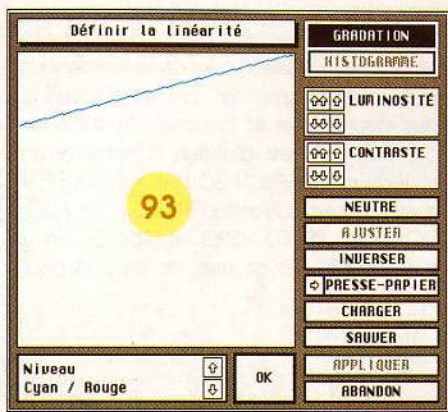 Définir la linéarité
GRADATION
HISTOGRAMME
LUMINOSITÉ
CONTRASTE
93
NEUTRE
AJUSTER
INVERSER
PRESSE-PAPIER
CHARGER
SAUVER
APPLIQUER
ABANDON
Niveau
Cyan / Rouge
OK